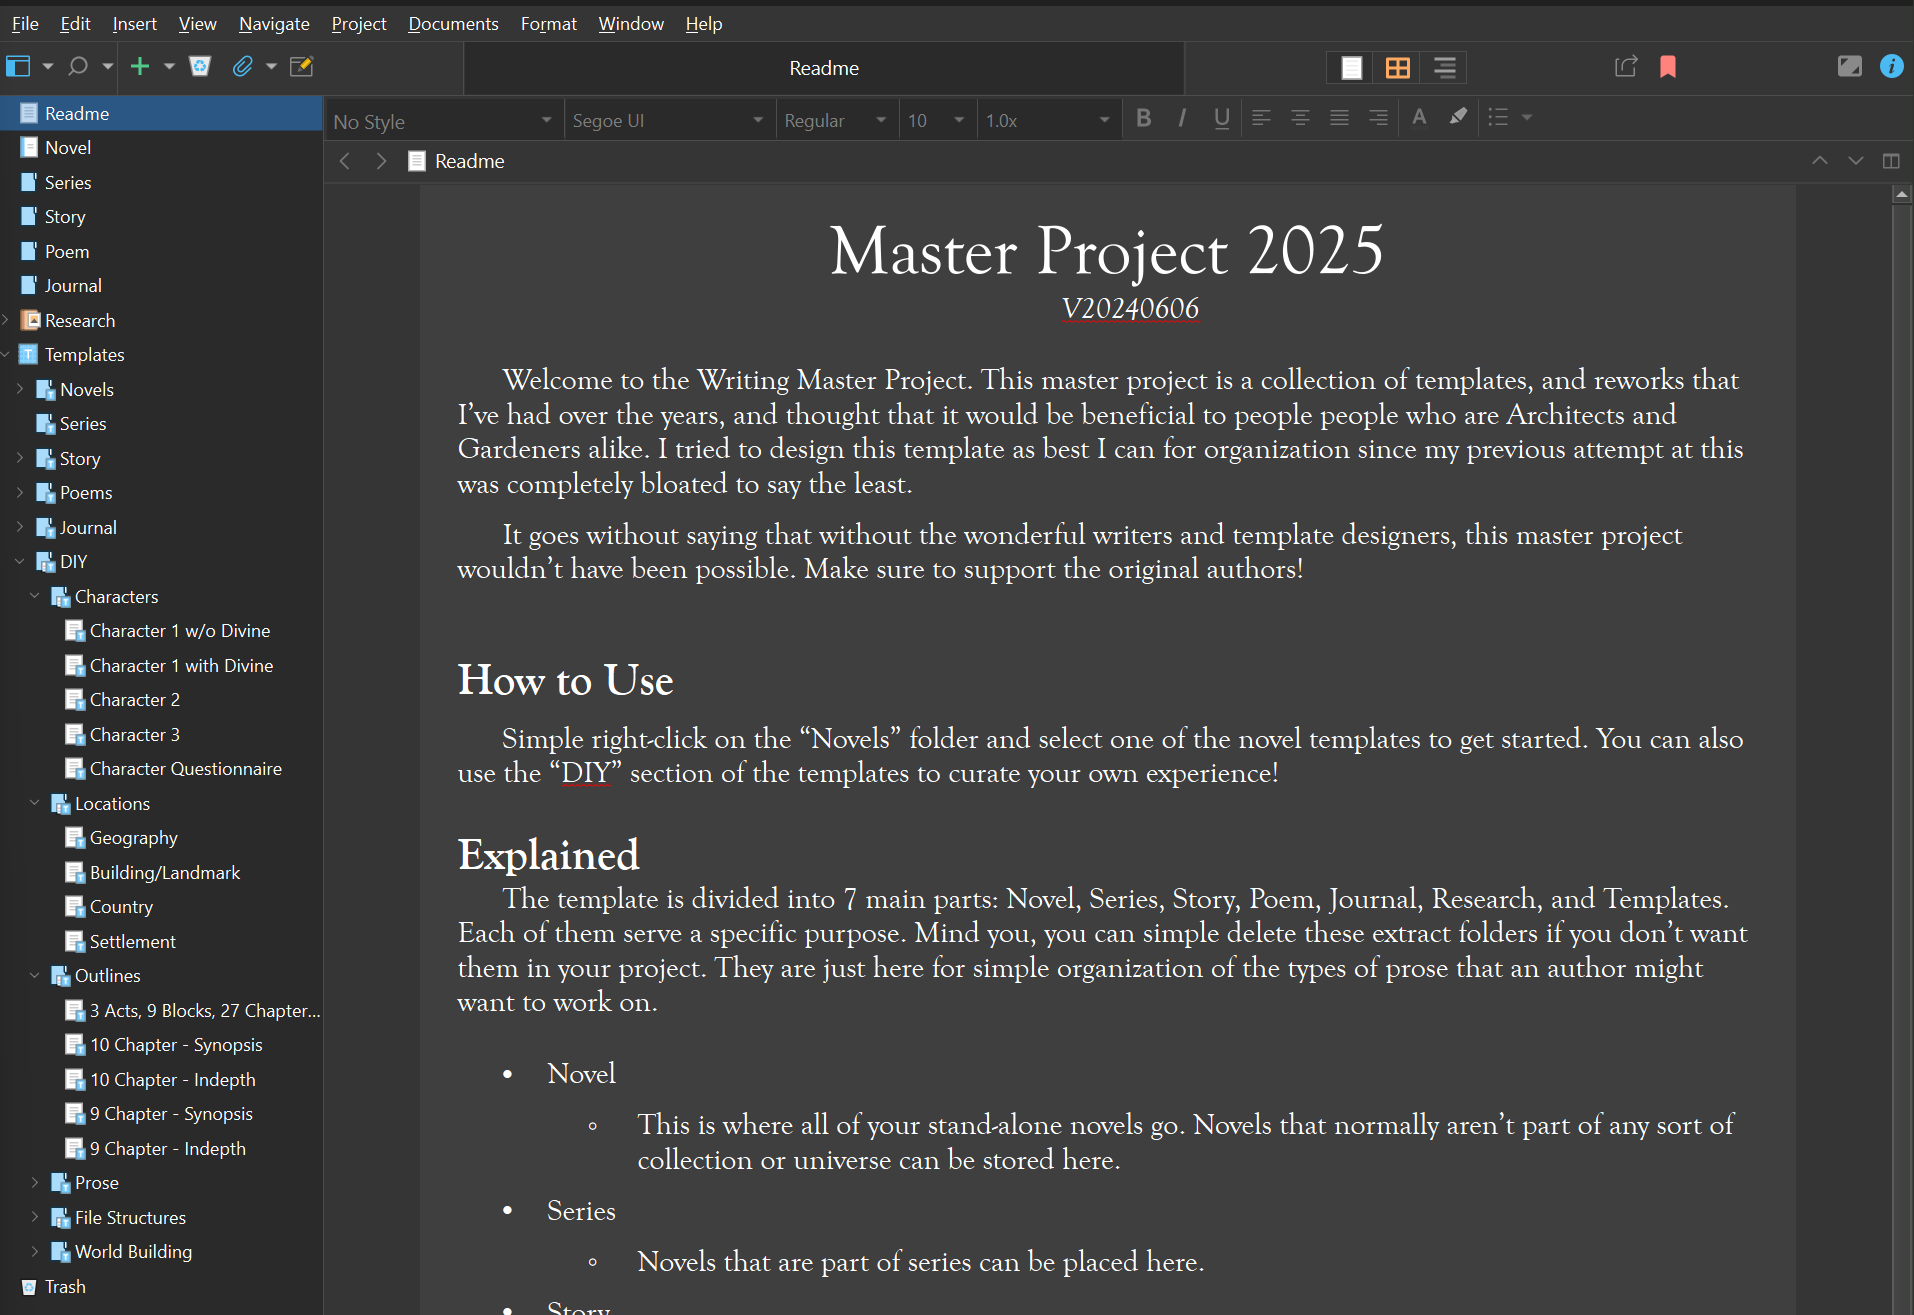 File Edit Insert View Navigate Project Documents Format Window Help
Readme
No Style Segoe UI Regular 10 1.0x B I U A
Readme
Readme
Novel
Series
Story
Poem
Journal
Research
Templates
Novels
Series
Story
Poems
Journal
DIY
Characters
Character 1 w/o Divine
Character 1 with Divine
Character 2
Character 3
Character Questionnaire
Locations
Geography
Building/Landmark
Country
Settlement
Outlines
3 Acts, 9 Blocks, 27 Chapter...
10 Chapter - Synopsis
10 Chapter - Indepth
9 Chapter - Synopsis
9 Chapter - Indepth
Prose
File Structures
World Building
Trash
Master Project 2025
V20240606
Welcome to the Writing Master Project. This master project is a collection of templates, and reworks that
I’ve had over the years, and thought that it would be beneficial to people people who are Architects and
Gardeners alike. I tried to design this template as best I can for organization since my previous attempt at this
was completely bloated to say the least.
It goes without saying that without the wonderful writers and template designers, this master project
wouldn’t have been possible. Make sure to support the original authors!
How to Use
Simple right-click on the “Novels” folder and select one of the novel templates to get started. You can also
use the “DIY” section of the templates to curate your own experience!
Explained
The template is divided into 7 main parts: Novel, Series, Story, Poem, Journal, Research, and Templates.
Each of them serve a specific purpose. Mind you, you can simple delete these extract folders if you don’t want
them in your project. They are just here for simple organization of the types of prose that an author might
want to work on.
• Novel
◦ This is where all of your stand-alone novels go. Novels that normally aren’t part of any sort of
collection or universe can be stored here.
• Series
◦ Novels that are part of series can be placed here.
• Story